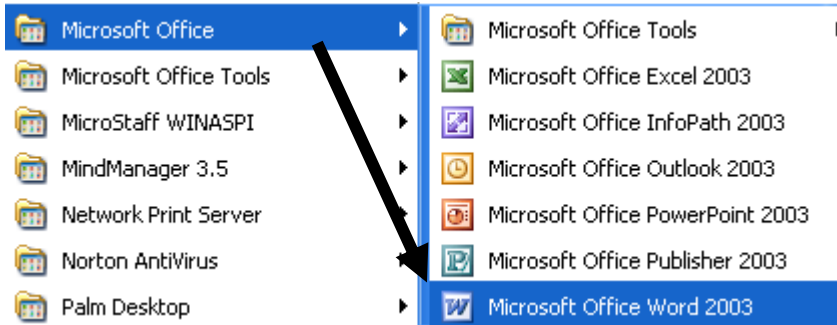 Microsoft Office
Microsoft Office Tools
MicroStaff WINASPI
MindManager 3.5
Network Print Server
Norton AntiVirus
Palm Desktop
Microsoft Office Tools
Microsoft Office Excel 2003
Microsoft Office InfoPath 2003
Microsoft Office Outlook 2003
Microsoft Office PowerPoint 2003
Microsoft Office Publisher 2003
Microsoft Office Word 2003